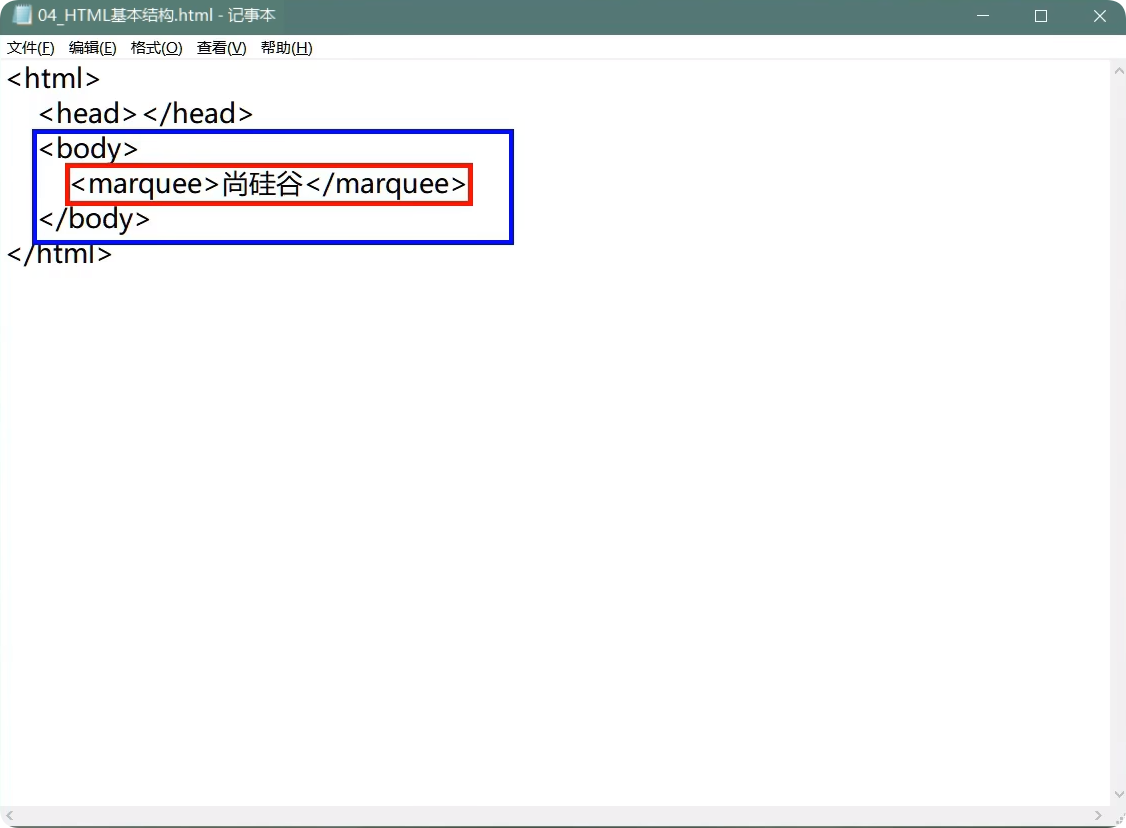 04_HTML基本结构.html - 记事本
文件(F) 编辑(E) 格式(O) 查看(V) 帮助(H)
<html>
    <head></head>
    <body>
        <marquee>尚硅谷</marquee>
    </body>
</html>